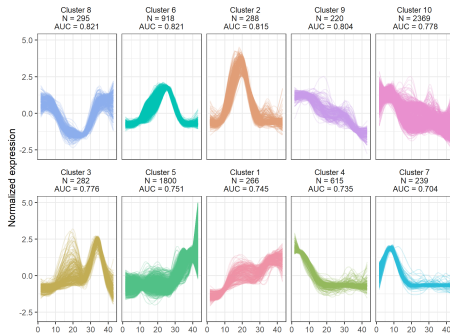 Cluster 8 Cluster 6 Cluster 2 Cluster 9 Cluster 10
N = 295 N = 918 N = 288 N = 220 N = 2369
AUC = 0.821 AUC = 0.821 AUC = 0.815 AUC = 0.804 AUC = 0.778
5.0
2.5
0.0
-2.5
Normalized expression
Cluster 3 Cluster 5 Cluster 1 Cluster 4 Cluster 7
N = 282 N = 1800 N = 266 N = 615 N = 239
AUC = 0.776 AUC = 0.751 AUC = 0.745 AUC = 0.735 AUC = 0.704
5.0
2.5
0.0
-2.5
0 10 20 30 40 0 10 20 30 40 0 10 20 30 40 0 10 20 30 40 0 10 20 30 40